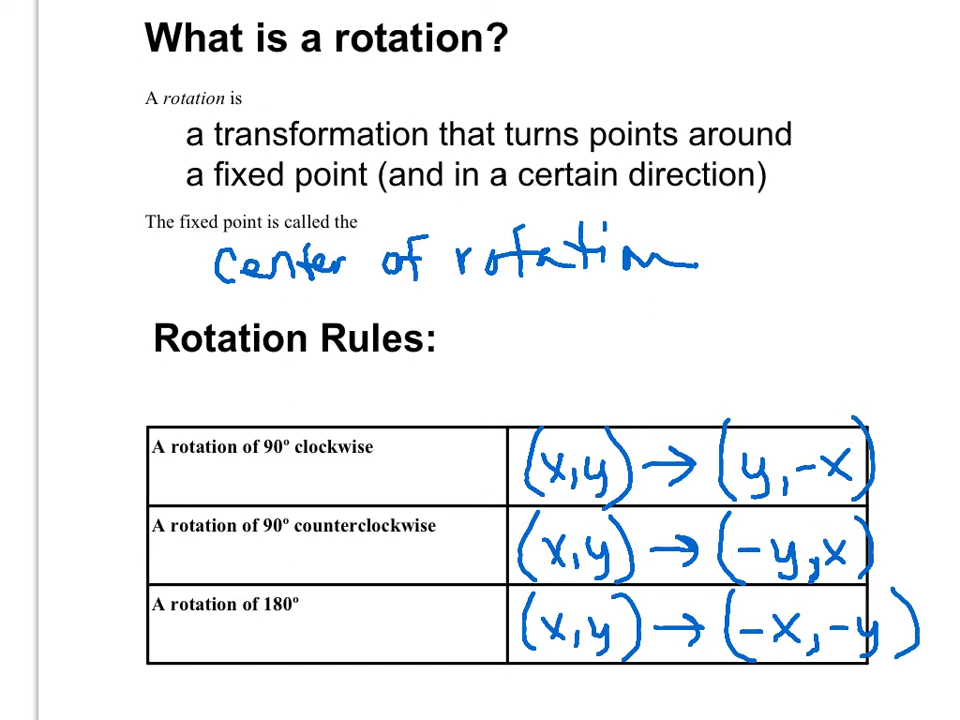 What is a rotation?
A rotation is
a transformation that turns points around
a fixed point (and in a certain direction)
The fixed point is called the
center of rotation
Rotation Rules:
A rotation of 90º clockwise (x,y) → (y,-x)
A rotation of 90º counterclockwise (x,y) → (-y,x)
A rotation of 180º (x,y) → (-x,-y)